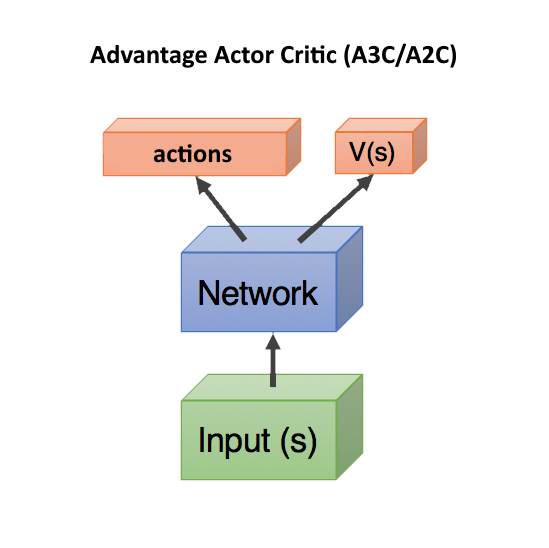 Advantage Actor Critic (A3C/A2C)
actions
V(s)
Network
Input (s)